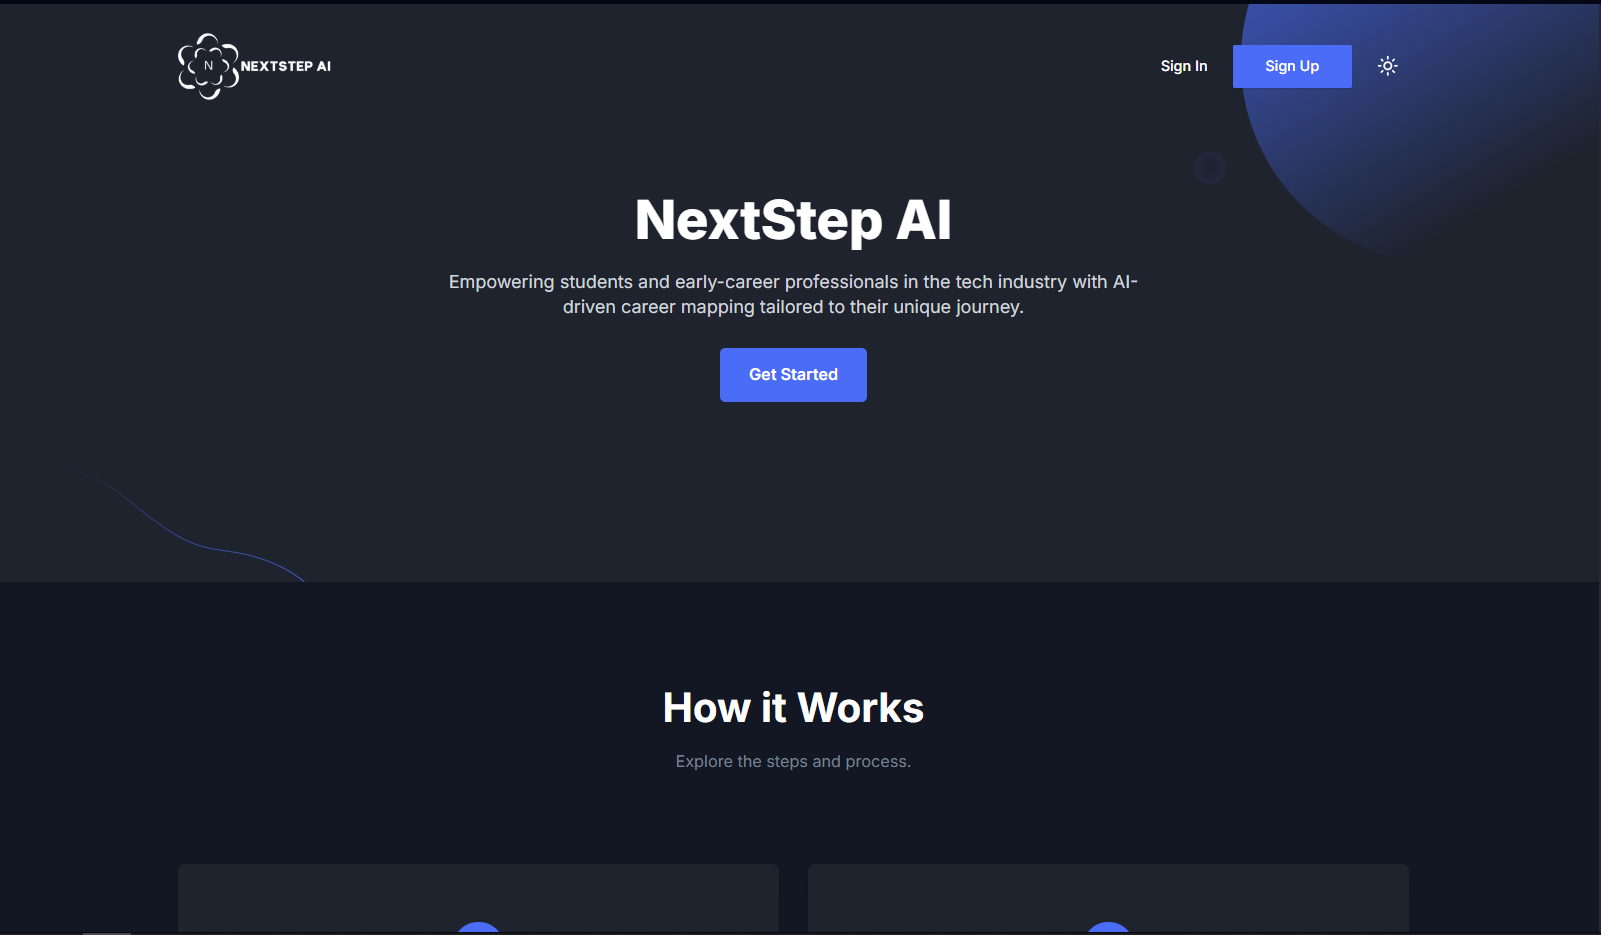 N
NEXTSTEP AI
Sign In
Sign Up
NextStep AI
Empowering students and early-career professionals in the tech industry with AI-
driven career mapping tailored to their unique journey.
Get Started
How it Works
Explore the steps and process.